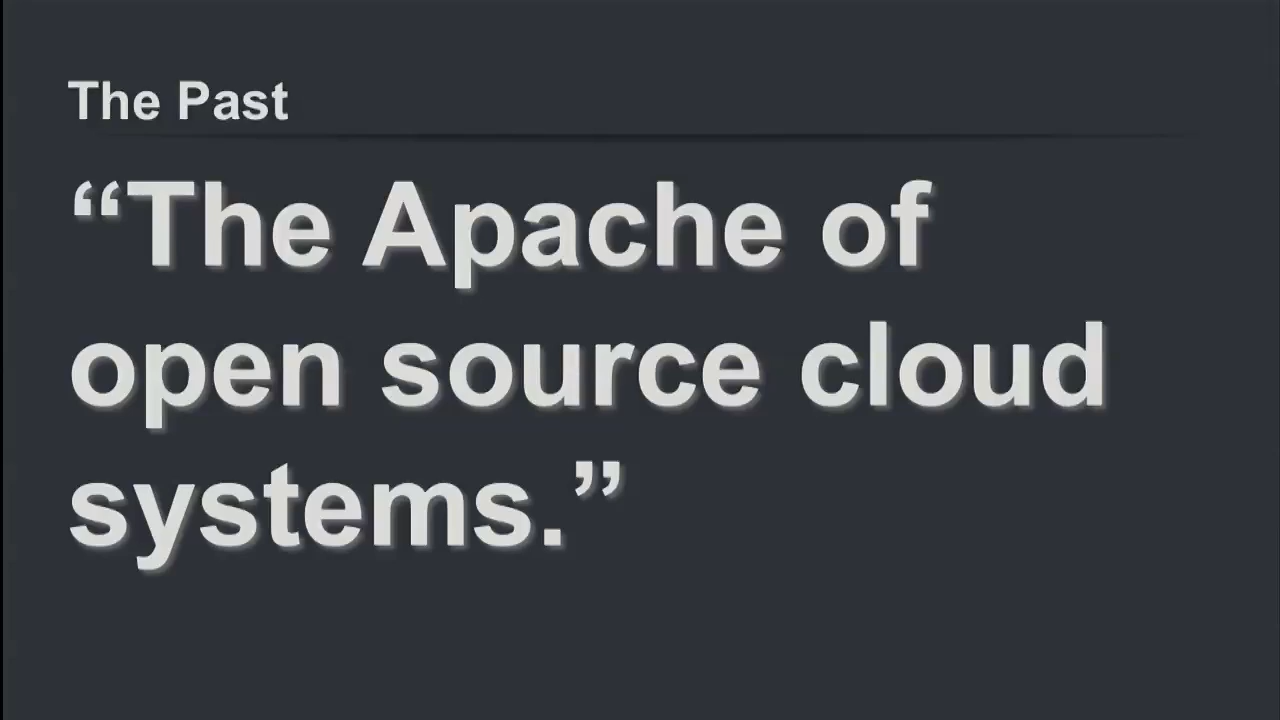 The Past
“The Apache of
open source cloud
systems.”